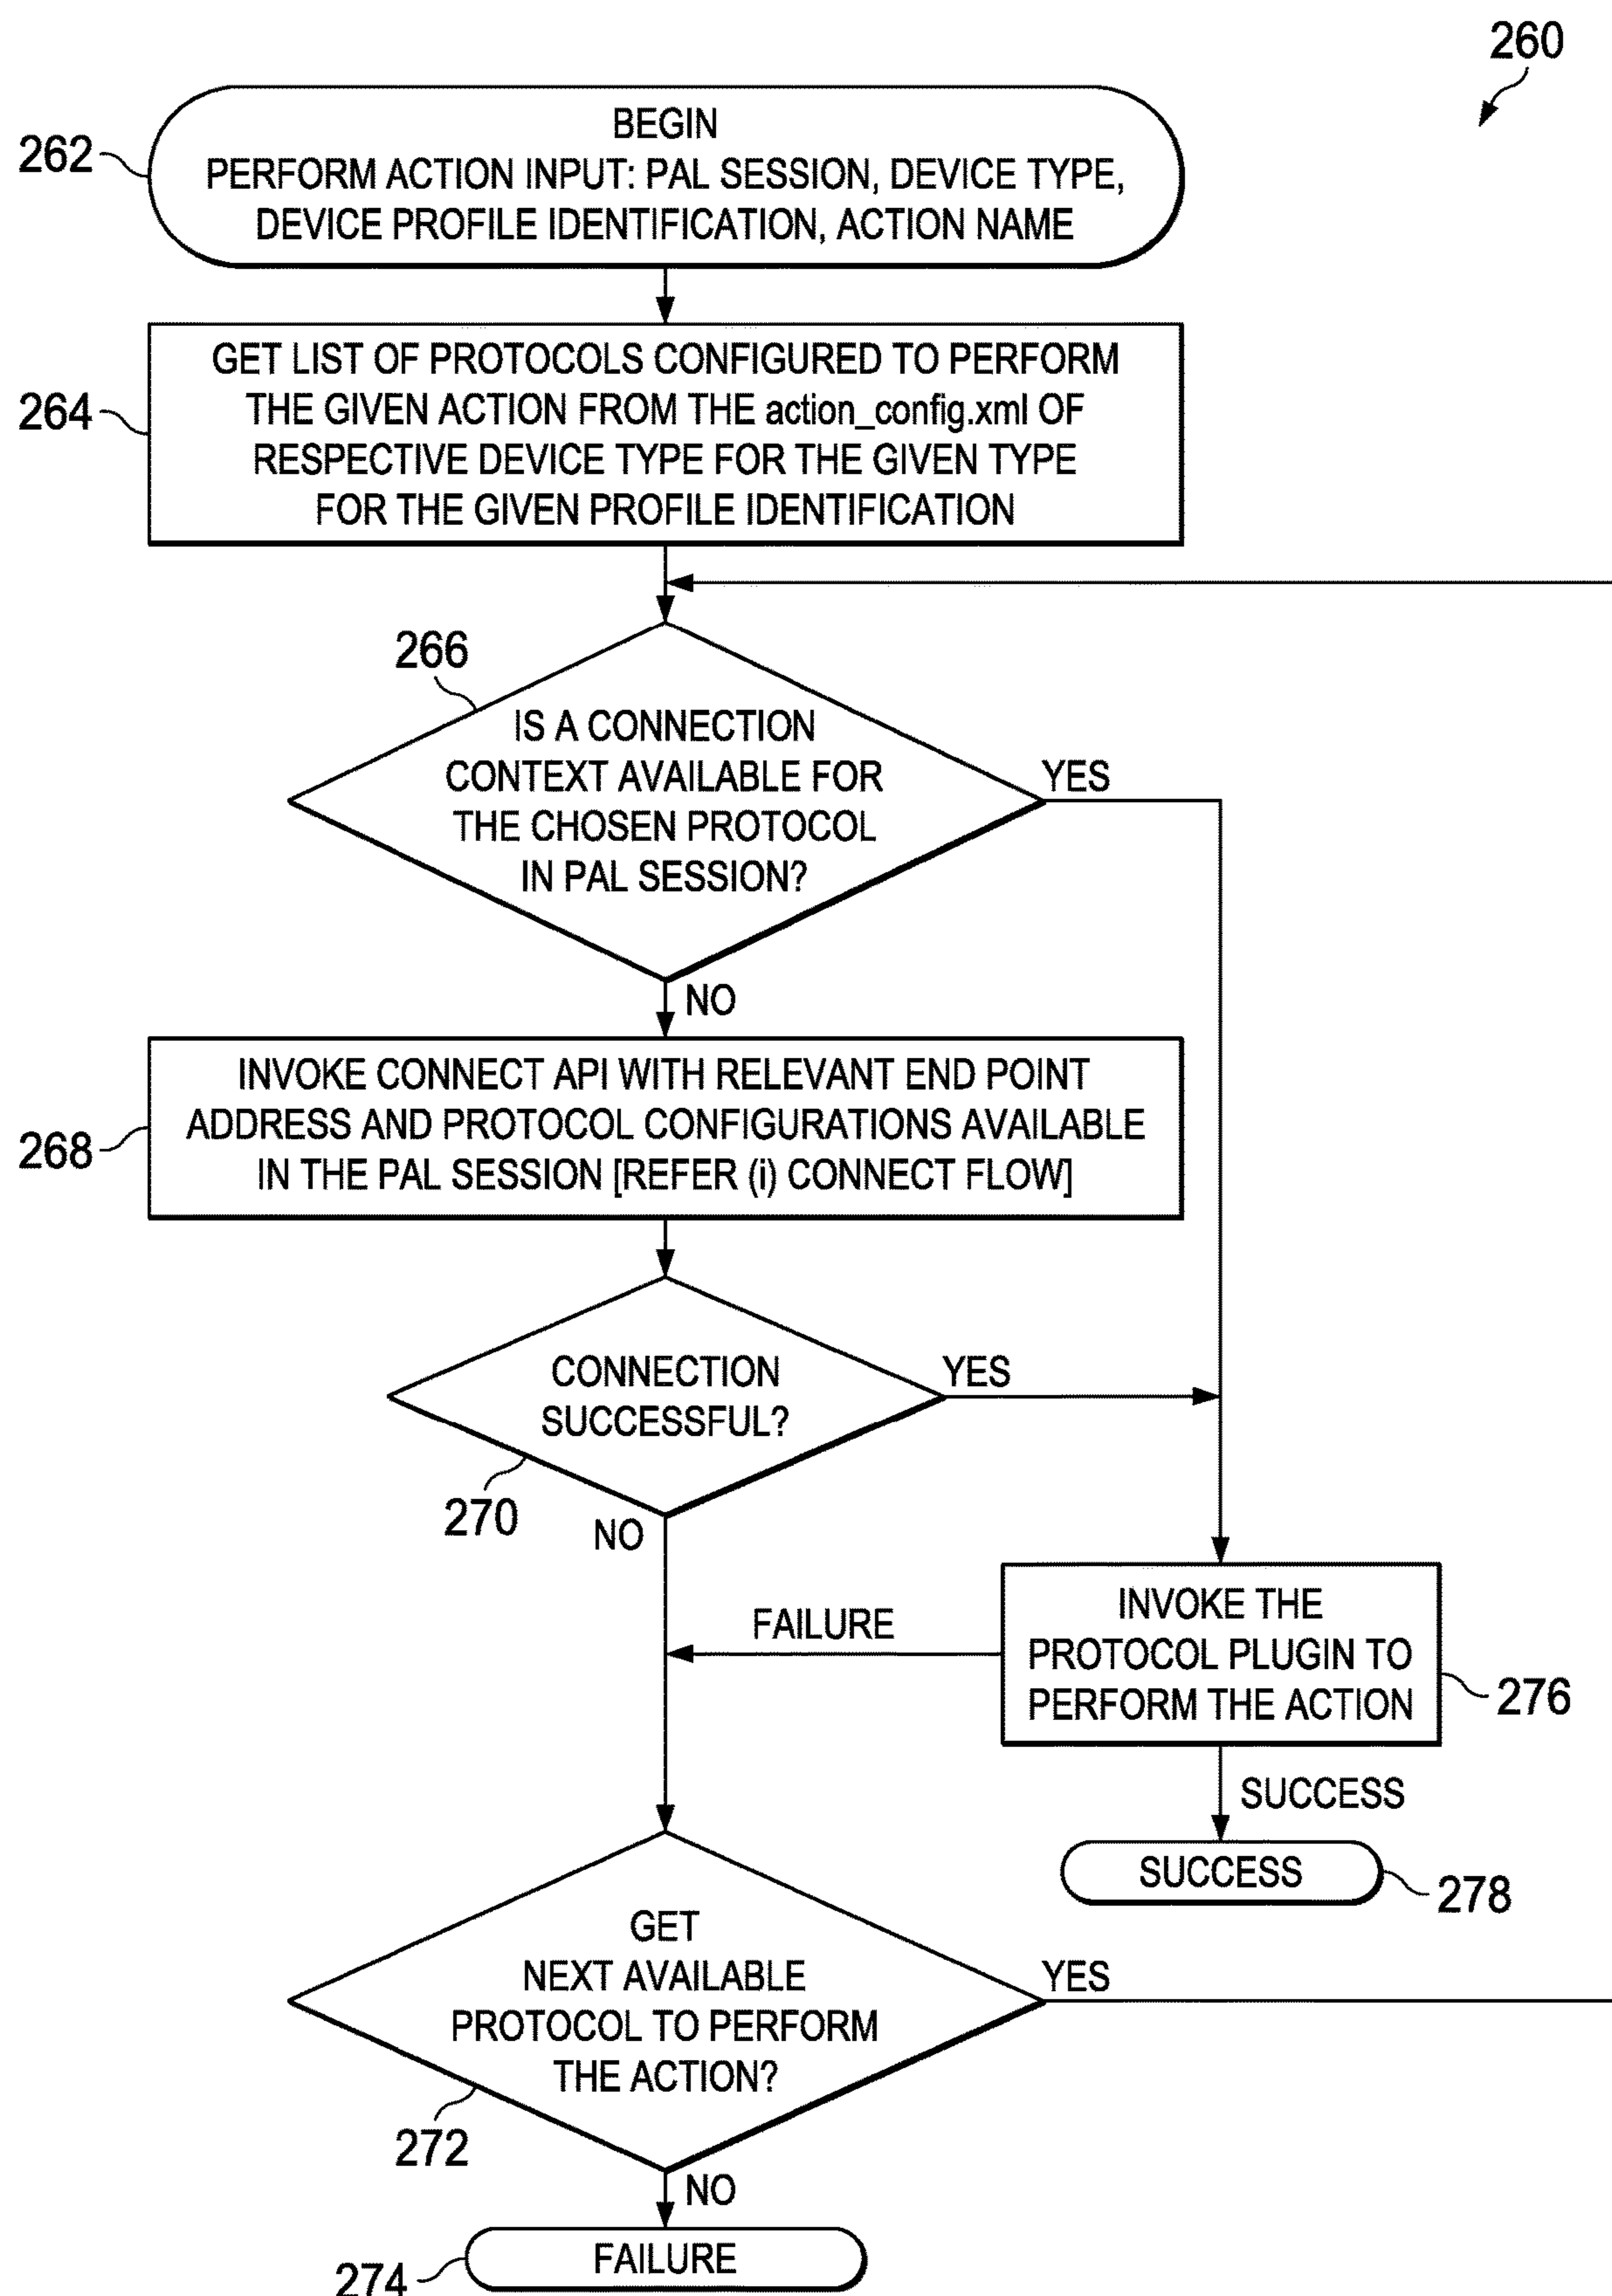 260
262
BEGIN
PERFORM ACTION INPUT: PAL SESSION, DEVICE TYPE,
DEVICE PROFILE IDENTIFICATION, ACTION NAME
264
GET LIST OF PROTOCOLS CONFIGURED TO PERFORM
THE GIVEN ACTION FROM THE action_config.xml OF
RESPECTIVE DEVICE TYPE FOR THE GIVEN TYPE
FOR THE GIVEN PROFILE IDENTIFICATION
266
IS A CONNECTION
CONTEXT AVAILABLE FOR
THE CHOSEN PROTOCOL
IN PAL SESSION?
YES
NO
268
INVOKE CONNECT API WITH RELEVANT END POINT
ADDRESS AND PROTOCOL CONFIGURATIONS AVAILABLE
IN THE PAL SESSION [REFER (i) CONNECT FLOW]
CONNECTION
SUCCESSFUL?
YES
270
NO
FAILURE
INVOKE THE
PROTOCOL PLUGIN TO
PERFORM THE ACTION
276
SUCCESS
SUCCESS
278
GET
NEXT AVAILABLE
PROTOCOL TO PERFORM
THE ACTION?
YES
272
NO
FAILURE
274